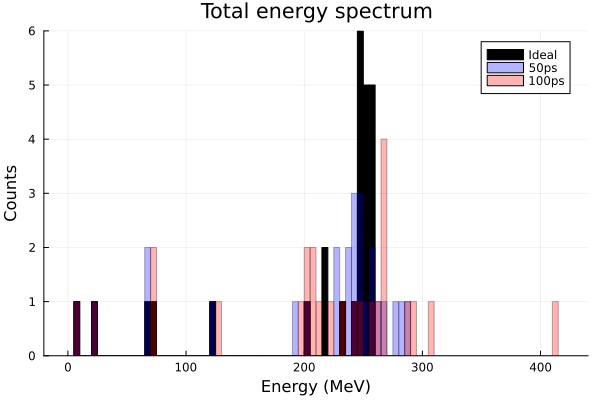 Total energy spectrum
Counts
6
5
4
3
2
1
0
Ideal
50ps
100ps
0 100 200 300 400
Energy (MeV)